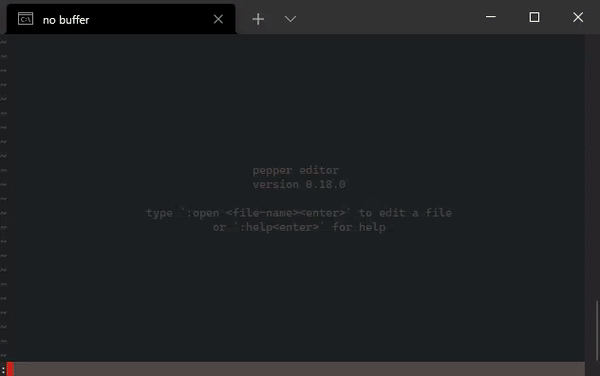 no buffer
pepper editor
version 0.18.0
type `:open <file-name><enter>` to edit a file
or `:help<enter>` for help
: